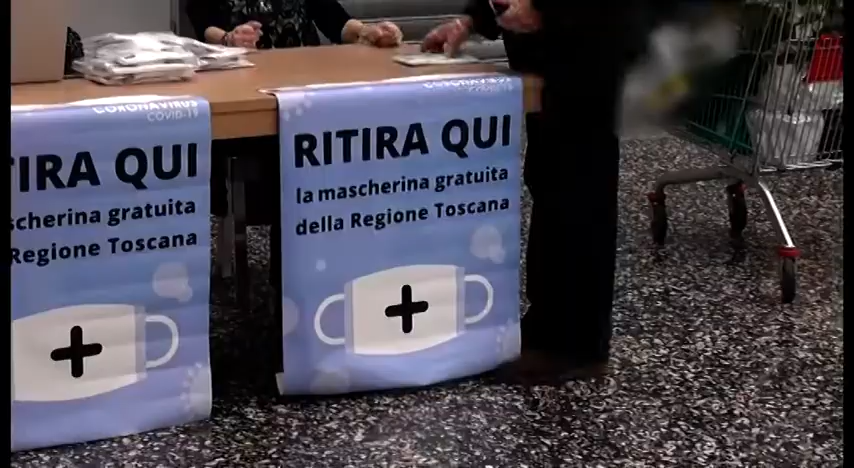 CORONAVIRUS
COVID-19
TIRA QUI
scherina gratuita
Regione Toscana
CORONAVIRUS
COVID-19
RITIRA QUI
la mascherina gratuita
della Regione Toscana